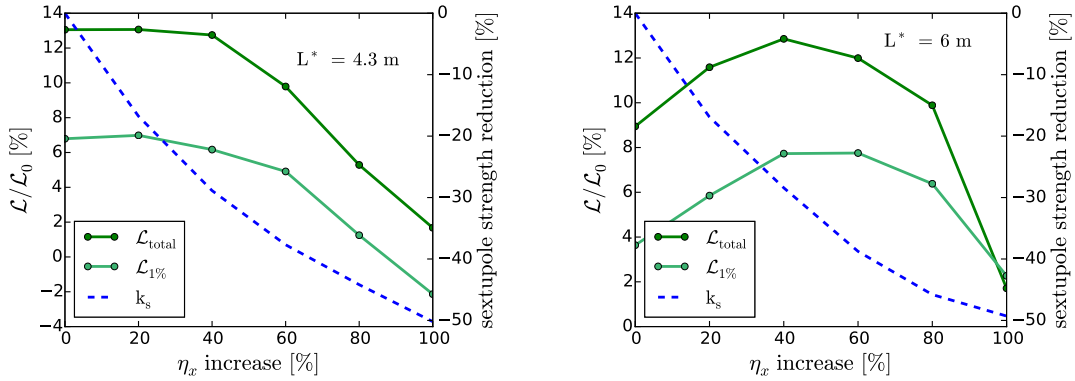 L* = 4.3 m
ℒ/ℒ₀ [%]
14
12
10
8
6
4
2
0
−2
−4
0
−10
−20
−30
−40
−50
sextupole strength reduction [%]
ℒtotal
ℒ1%
ks
0 20 40 60 80 100
ηx increase [%]
L* = 6 m
ℒ/ℒ₀ [%]
14
12
10
8
6
4
2
0
0
−10
−20
−30
−40
−50
sextupole strength reduction [%]
ℒtotal
ℒ1%
ks
0 20 40 60 80 100
ηx increase [%]